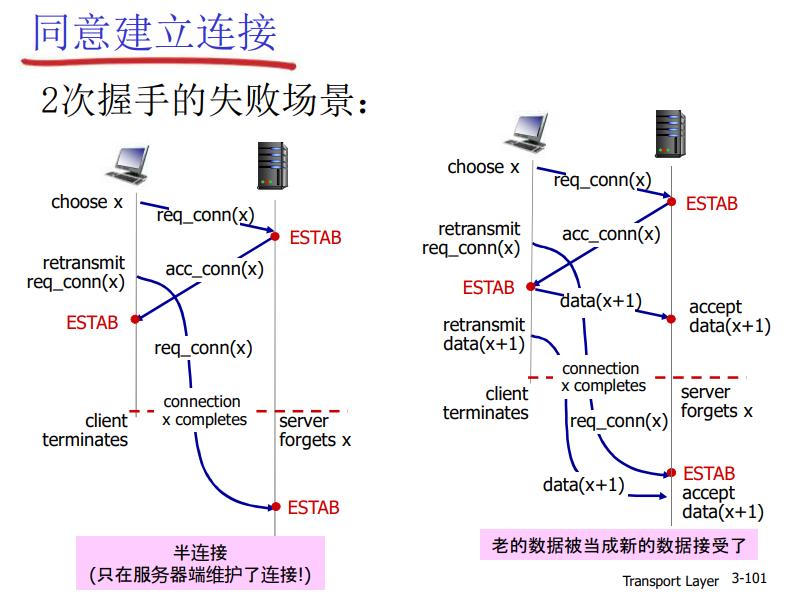 同意建立连接
2次握手的失败场景：
choose x
req_conn(x)
ESTAB
retransmit
req_conn(x)
acc_conn(x)
ESTAB
req_conn(x)
connection
x completes
client
terminates
server
forgets x
ESTAB
半连接
(只在服务器端维护了连接!)
choose x
req_conn(x)
ESTAB
retransmit
req_conn(x)
acc_conn(x)
ESTAB
data(x+1)
accept
data(x+1)
retransmit
data(x+1)
connection
x completes
client
terminates
server
forgets x
req_conn(x)
ESTAB
data(x+1)
accept
data(x+1)
老的数据被当成新的数据接受了
Transport Layer 3-101